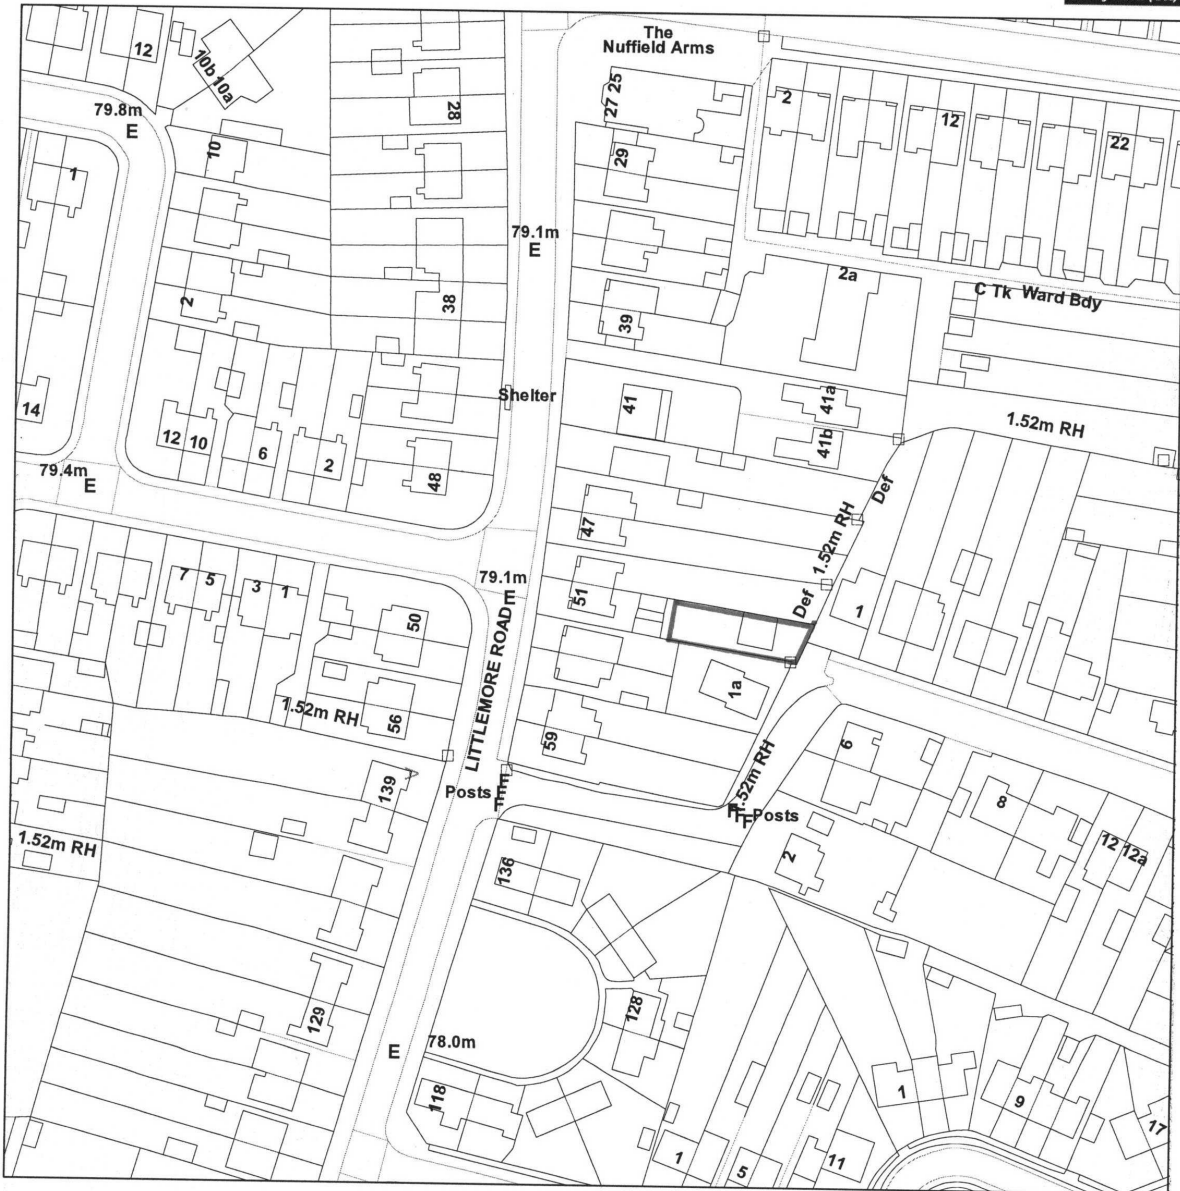 The
Nuffield Arms
12
10b 10a
25
27
2
12
22
79.8m
E
28
10
29
1
79.1m
E
2
38
39
2a
C Tk Ward Bdy
14
12
10
6
2
Shelter
48
41
41a
41b
1.52m RH
79.4m
E
47
Def
1.52m RH
7
5
3
1
79.1m
E
50
51
Def
1
LITTLEMORE ROAD
1a
1.52m RH
56
59
6
1.52m RH
139
Posts
Posts
8
1.52m RH
136
2
12
12a
129
128
78.0m
E
118
1
5
11
1
9
17